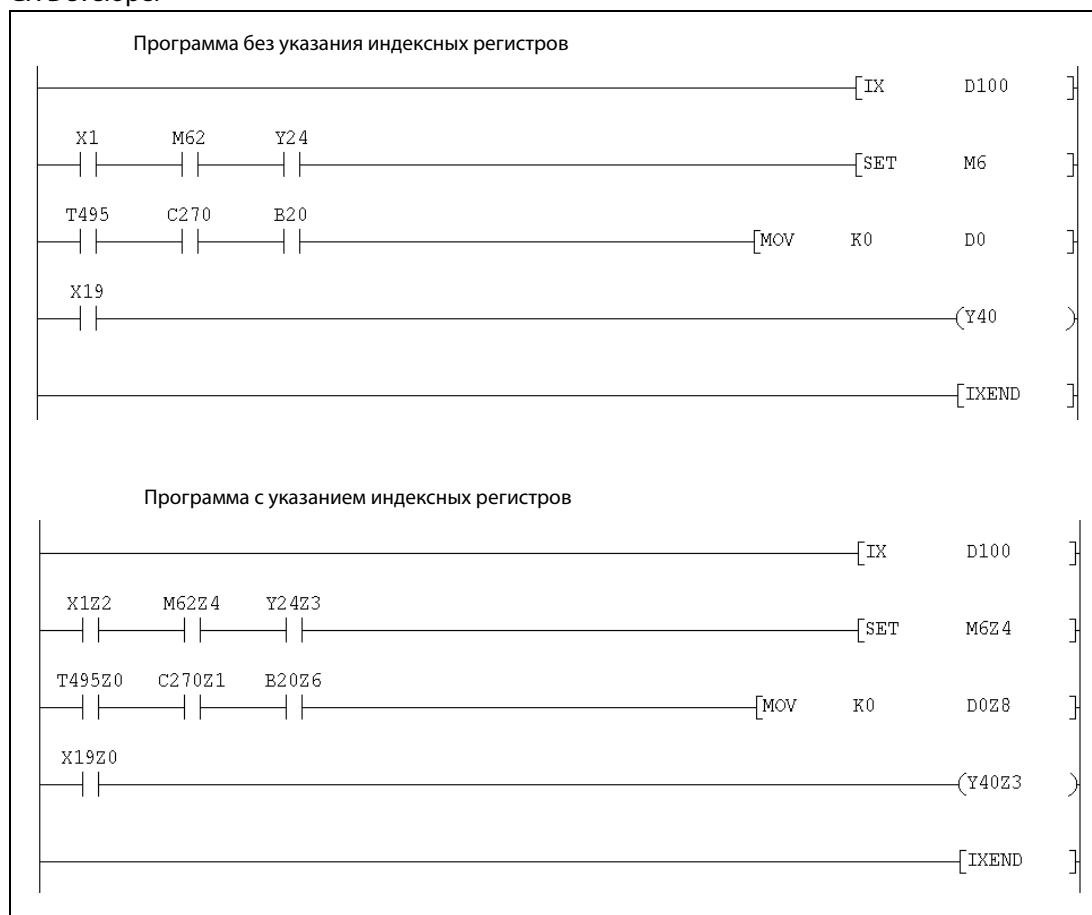 Программа без указания индексных регистров
IX D100
X1 M62 Y24
SET M6
T495 C270 B20
MOV K0 D0
X19
Y40
IXEND
Программа с указанием индексных регистров
IX D100
X1Z2 M62Z4 Y24Z3
SET M6Z4
T495Z0 C270Z1 B20Z6
MOV K0 D0Z8
X19Z0
Y40Z3
IXEND